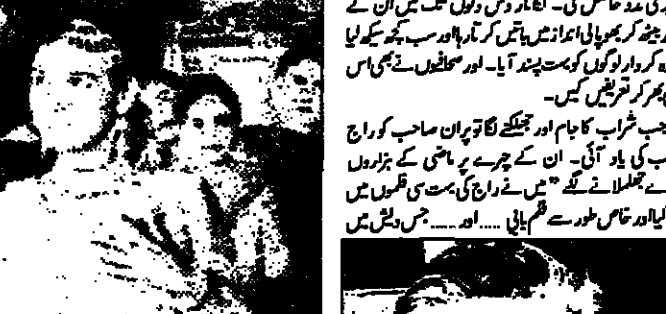 کی مدد حاصل کی۔ لگاتار دس دنوں تک میں ان کے
بیٹھ کر بھوپالی انداز میں باتیں کرتا رہا اور سب کچھ سیکھ لیا
کردار لوگوں کو بہت پسند آیا۔ اور صحافیوں نے بھی اس
بھر کر تعریفیں کیں۔
جب شراب کا جام اور چھلکنے لگا تو پران صاحب کو راج
کی یاد آئی۔ ان کے چہرے پر ماضی کے ہزاروں
جھلملانے لگے "میں نے راج کی بہت سی فلموں میں
کیا اور خاص طور سے فلم بابی ..... اور ..... جس دیش میں